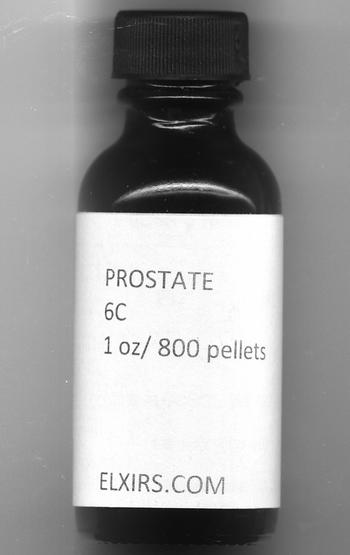 PROSTATE
6C
1 oz/ 800 pellets
ELXIRS.COM